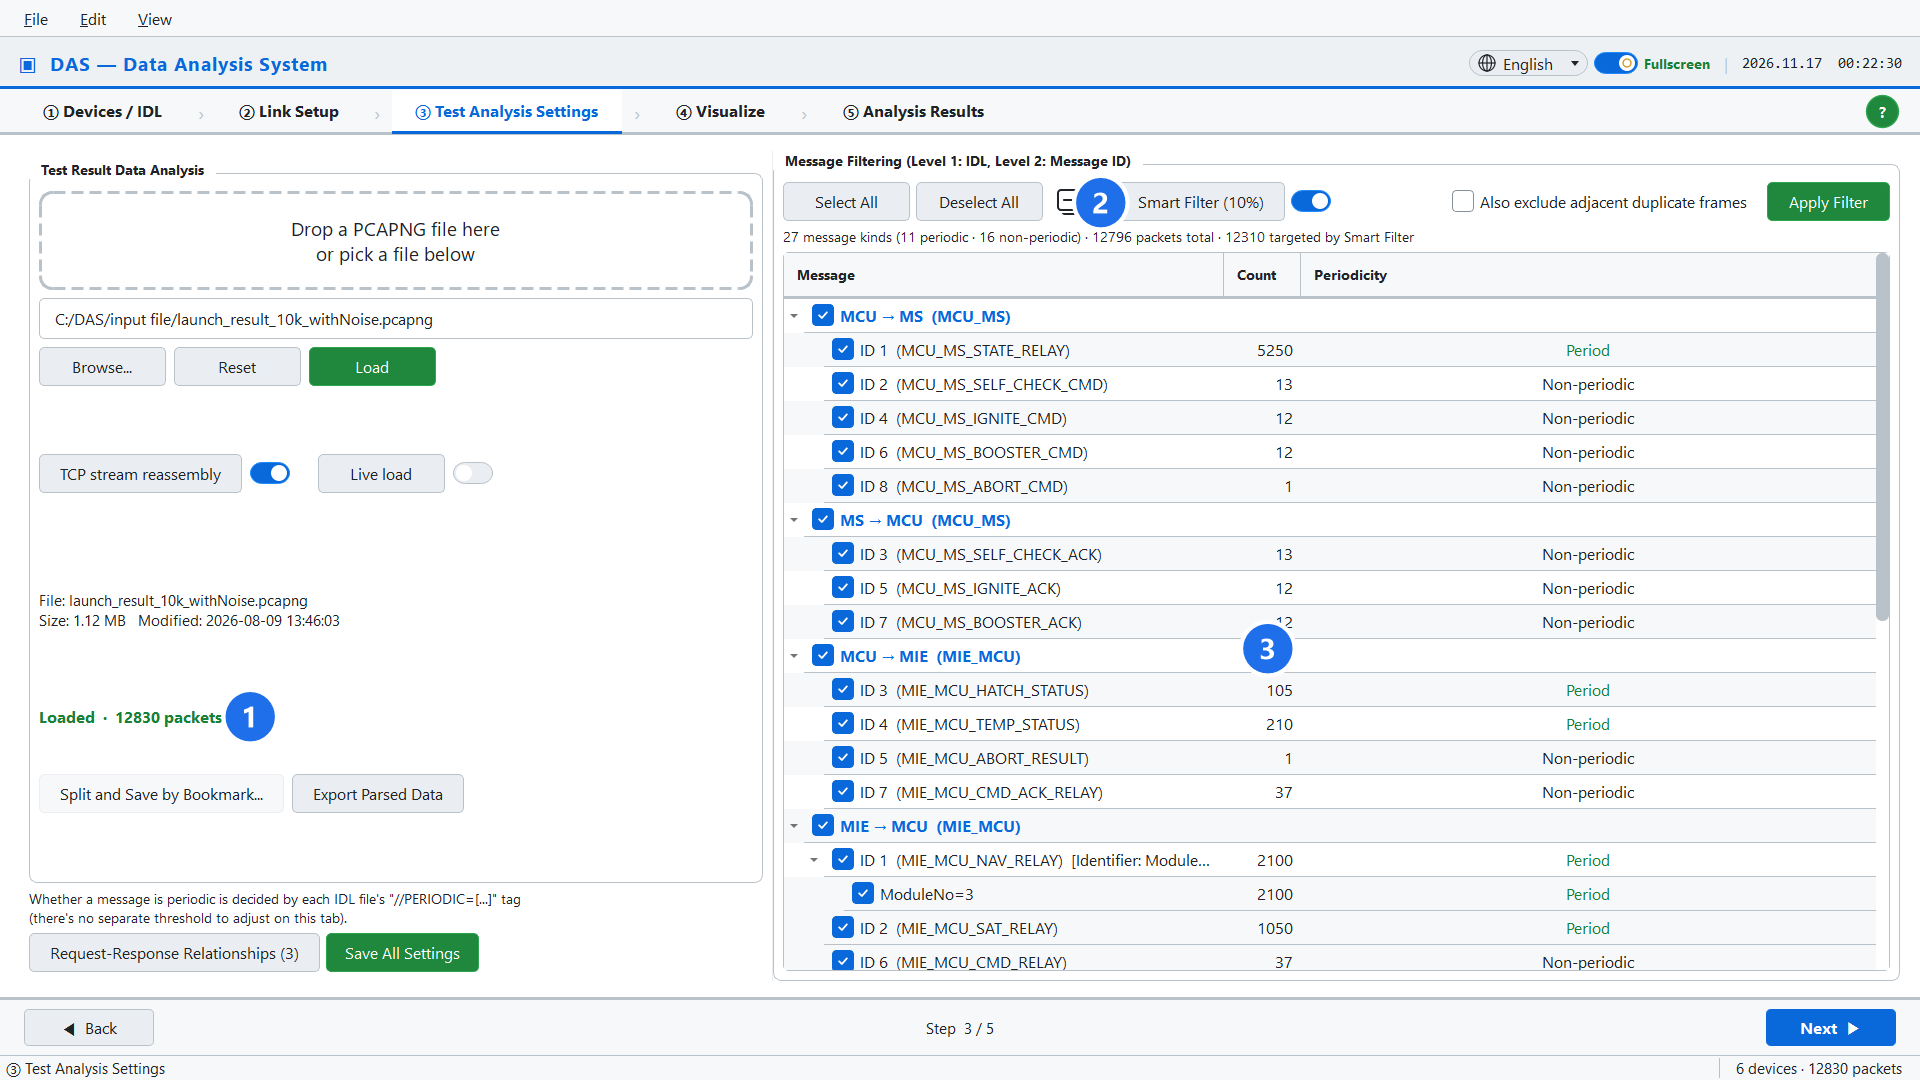 File Edit View
DAS — Data Analysis System
English
Fullscreen
2026.11.17 00:22:30
① Devices / IDL
② Link Setup
③ Test Analysis Settings
④ Visualize
⑤ Analysis Results
?
Test Result Data Analysis
Drop a PCAPNG file here
or pick a file below
C:/DAS/input file/launch_result_10k_withNoise.pcapng
Browse...
Reset
Load
TCP stream reassembly
Live load
File: launch_result_10k_withNoise.pcapng
Size: 1.12 MB Modified: 2026-08-09 13:46:03
Loaded · 12830 packets
1
Split and Save by Bookmark...
Export Parsed Data
Whether a message is periodic is decided by each IDL file's "//PERIODIC=[...]" tag
(there's no separate threshold to adjust on this tab).
Request-Response Relationships (3)
Save All Settings
Message Filtering (Level 1: IDL, Level 2: Message ID)
Select All
Deselect All
2
Smart Filter (10%)
Also exclude adjacent duplicate frames
Apply Filter
27 message kinds (11 periodic · 16 non-periodic) · 12796 packets total · 12310 targeted by Smart Filter
Message Count Periodicity
MCU → MS (MCU_MS)
ID 1 (MCU_MS_STATE_RELAY) 5250 Period
ID 2 (MCU_MS_SELF_CHECK_CMD) 13 Non-periodic
ID 4 (MCU_MS_IGNITE_CMD) 12 Non-periodic
ID 6 (MCU_MS_BOOSTER_CMD) 12 Non-periodic
ID 8 (MCU_MS_ABORT_CMD) 1 Non-periodic
MS → MCU (MCU_MS)
ID 3 (MCU_MS_SELF_CHECK_ACK) 13 Non-periodic
ID 5 (MCU_MS_IGNITE_ACK) 12 Non-periodic
ID 7 (MCU_MS_BOOSTER_ACK) 12 Non-periodic
3
MCU → MIE (MIE_MCU)
ID 3 (MIE_MCU_HATCH_STATUS) 105 Period
ID 4 (MIE_MCU_TEMP_STATUS) 210 Period
ID 5 (MIE_MCU_ABORT_RESULT) 1 Non-periodic
ID 7 (MIE_MCU_CMD_ACK_RELAY) 37 Non-periodic
MIE → MCU (MIE_MCU)
ID 1 (MIE_MCU_NAV_RELAY) [Identifier: Module... 2100 Period
ModuleNo=3 2100 Period
ID 2 (MIE_MCU_SAT_RELAY) 1050 Period
ID 6 (MIE_MCU_CMD_RELAY) 37 Non-periodic
◀ Back
Step 3 / 5
Next ▶
③ Test Analysis Settings
6 devices · 12830 packets